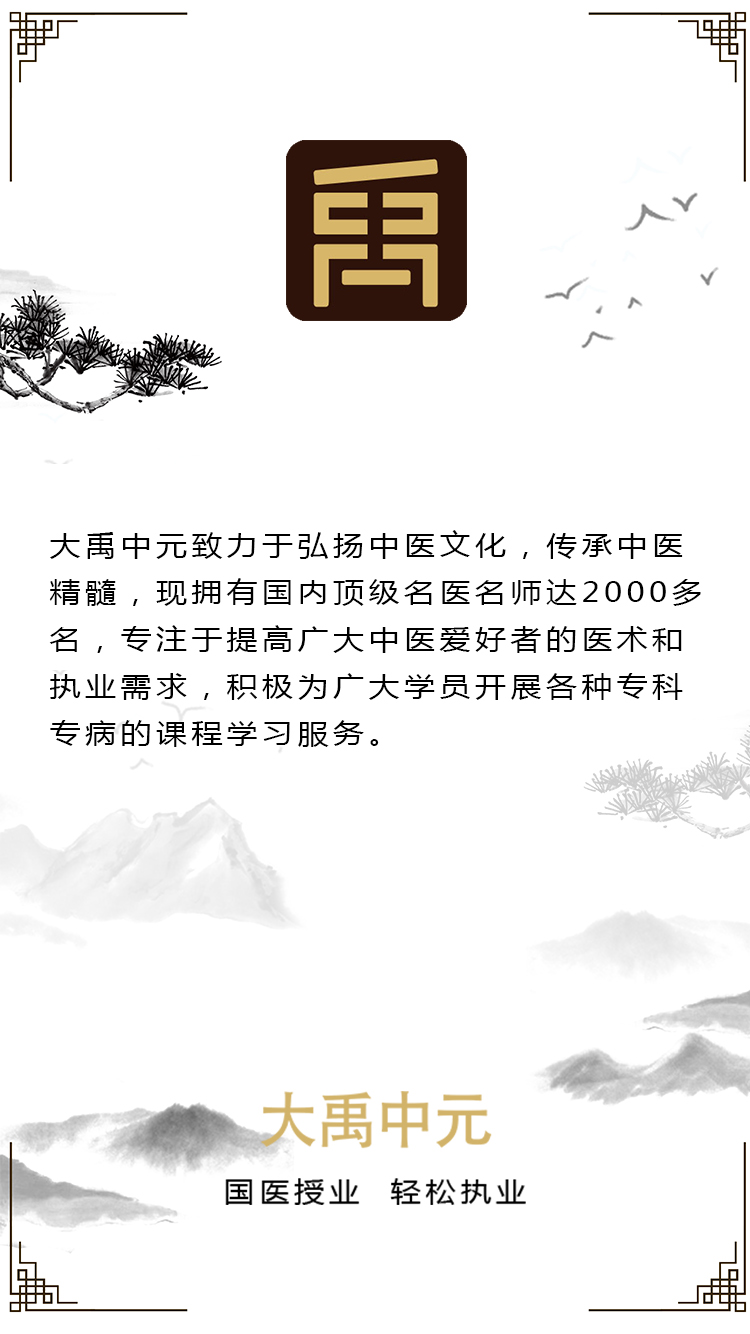 禹
大禹中元致力于弘扬中医文化，传承中医
精髓，现拥有国内顶级名医名师达2000多
名，专注于提高广大中医爱好者的医术和
执业需求，积极为广大学员开展各种专科
专病的课程学习服务。
大禹中元
国医授业 轻松执业